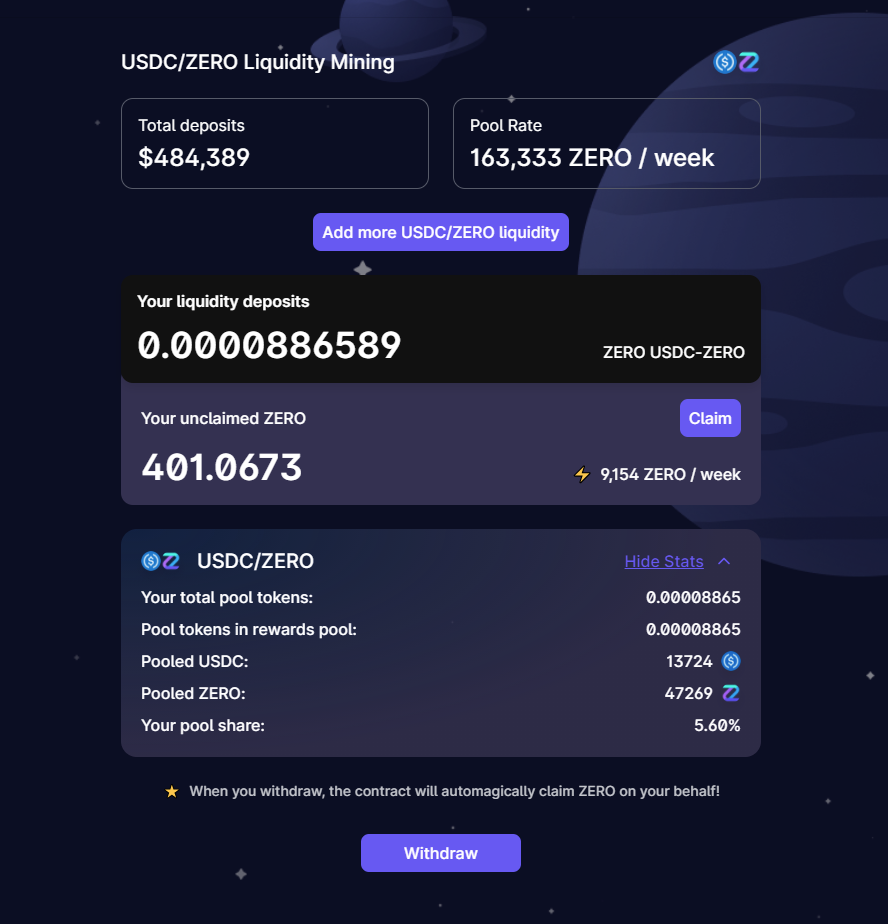 USDC/ZERO Liquidity Mining
Total deposits
$484,389
Pool Rate
163,333 ZERO / week
Add more USDC/ZERO liquidity
Your liquidity deposits
0.0000886589
ZERO USDC-ZERO
Your unclaimed ZERO
Claim
401.0673
9,154 ZERO / week
USDC/ZERO
Hide Stats
Your total pool tokens:
0.00008865
Pool tokens in rewards pool:
0.00008865
Pooled USDC:
13724
Pooled ZERO:
47269
Your pool share:
5.60%
When you withdraw, the contract will automagically claim ZERO on your behalf!
Withdraw